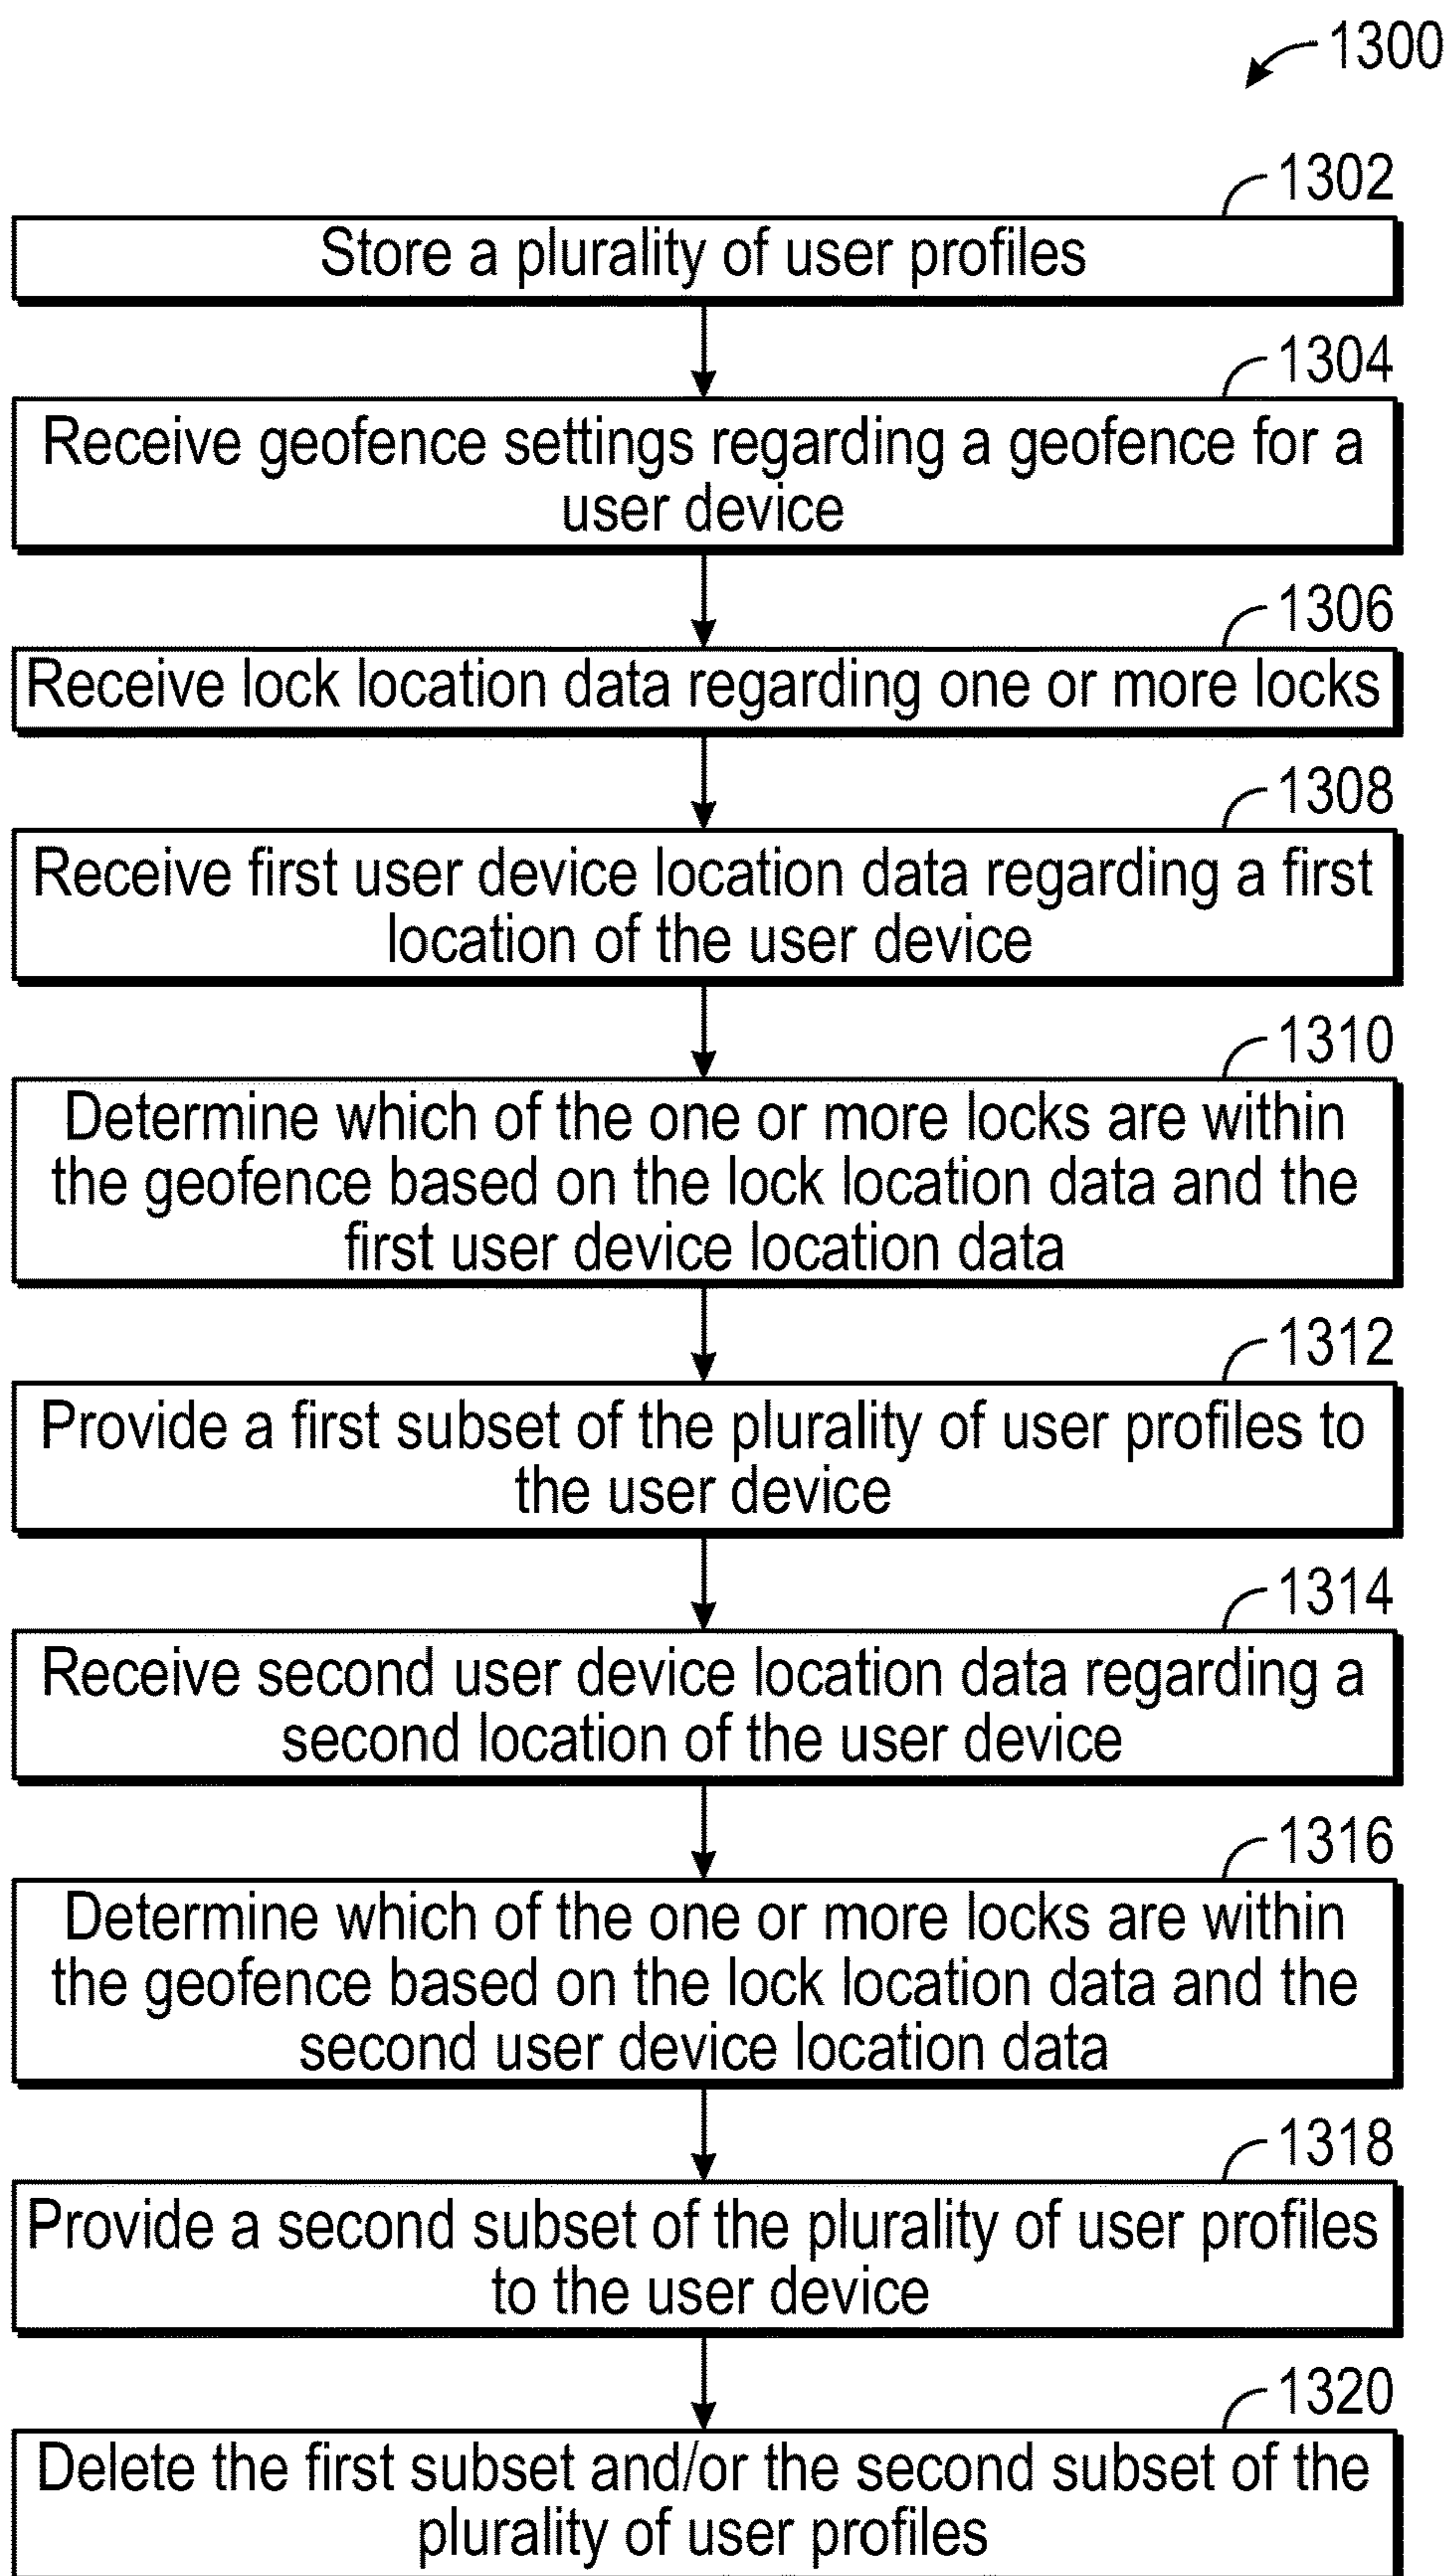 1300
1302
Store a plurality of user profiles
1304
Receive geofence settings regarding a geofence for a
user device
1306
Receive lock location data regarding one or more locks
1308
Receive first user device location data regarding a first
location of the user device
1310
Determine which of the one or more locks are within
the geofence based on the lock location data and the
first user device location data
1312
Provide a first subset of the plurality of user profiles to
the user device
1314
Receive second user device location data regarding a
second location of the user device
1316
Determine which of the one or more locks are within
the geofence based on the lock location data and the
second user device location data
1318
Provide a second subset of the plurality of user profiles
to the user device
1320
Delete the first subset and/or the second subset of the
plurality of user profiles